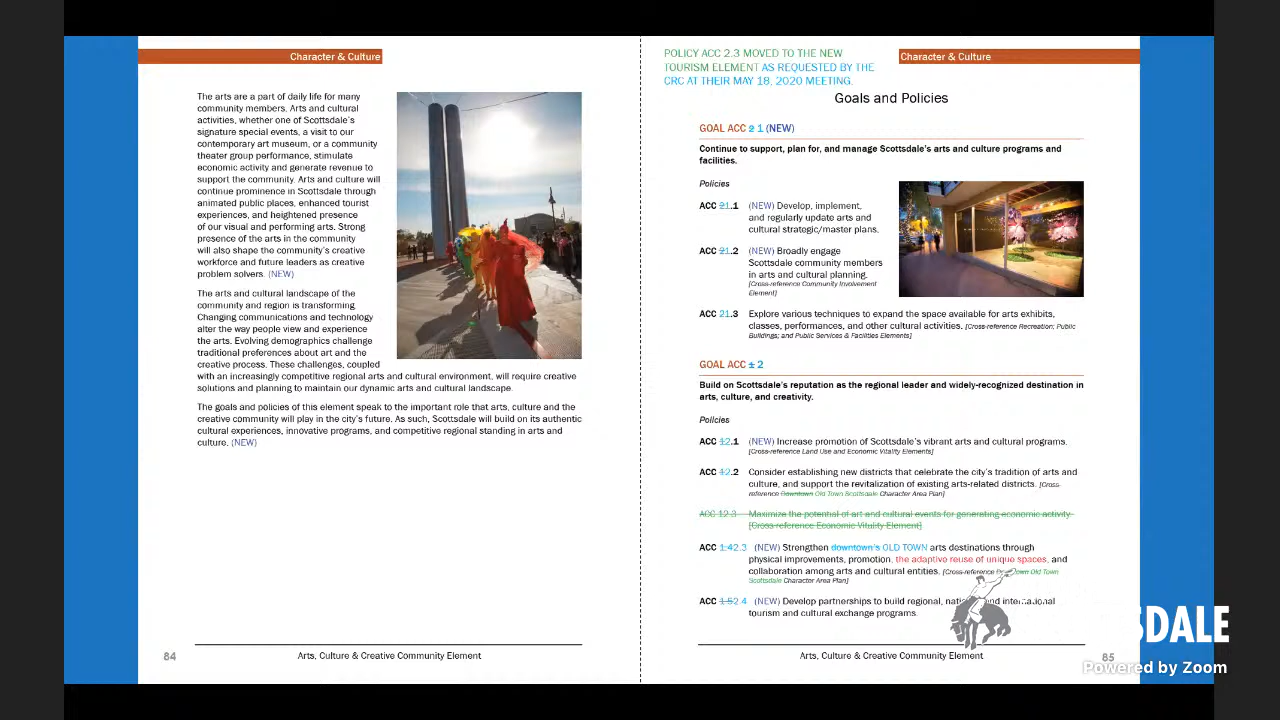 Character & Culture
The arts are a part of daily life for many
community members. Arts and cultural
activities, whether one of Scottsdale's
signature special events, a visit to our
contemporary art museum, or a community
theater group performance, stimulate
economic activity and generate revenue to
support the community. Arts and culture will
continue prominence in Scottsdale through
animated public places, enhanced tourist
experiences, and heightened presence
of our visual and performing arts. Strong
presence of the arts in the community
will also shape the community's creative
workforce and future leaders as creative
problem solvers. (NEW)
The arts and cultural landscape of the
community and region is transforming.
Changing communications and technology
alter the way people view and experience
the arts. Evolving demographics challenge
traditional preferences about art and the
creative process. These challenges, coupled
with an increasingly competitive regional arts and cultural environment, will require creative
solutions and planning to maintain our dynamic arts and cultural landscape.
The goals and policies of this element speak to the important role that arts, culture and the
creative community will play in the city's future. As such, Scottsdale will build on its authentic
cultural experiences, innovative programs, and competitive regional standing in arts and
culture. (NEW)
84
Arts, Culture & Creative Community Element
POLICY ACC 2.3 MOVED TO THE NEW
TOURISM ELEMENT AS REQUESTED BY THE
CRC AT THEIR MAY 18, 2020 MEETING.
Character & Culture
Goals and Policies
GOAL ACC 2 1 (NEW)
Continue to support, plan for, and manage Scottsdale's arts and culture programs and
facilities.
Policies
ACC 21.1 (NEW) Develop, implement,
and regularly update arts and
cultural strategic/master plans.
ACC 21.2 (NEW) Broadly engage
Scottsdale community members
in arts and cultural planning.
[Cross-reference Community Involvement
Element]
ACC 21.3 Explore various techniques to expand the space available for arts exhibits,
classes, performances, and other cultural activities. [Cross-reference Recreation; Public
Buildings; and Public Services & Facilities Elements]
GOAL ACC 1 2
Build on Scottsdale's reputation as the regional leader and widely-recognized destination in
arts, culture, and creativity.
Policies
ACC 12.1 (NEW) Increase promotion of Scottsdale's vibrant arts and cultural programs.
[Cross-reference Land Use and Economic Vitality Elements]
ACC 12.2 Consider establishing new districts that celebrate the city's tradition of arts and
culture, and support the revitalization of existing arts-related districts. [Cross-
reference Downtown Old Town Scottsdale Character Area Plan]
ACC 12.3 Maximize the potential of art and cultural events for generating economic activity.
[Cross-reference Economic Vitality Element]
ACC 1.42.3 (NEW) Strengthen downtown's OLD TOWN arts destinations through
physical improvements, promotion, the adaptive reuse of unique spaces, and
collaboration among arts and cultural entities. [Cross-reference Old Town
Scottsdale Character Area Plan]
ACC 1.52.4 (NEW) Develop partnerships to build regional, and international
tourism and cultural exchange programs.
Arts, Culture & Creative Community Element
85
SDALE
Powered by Zoom